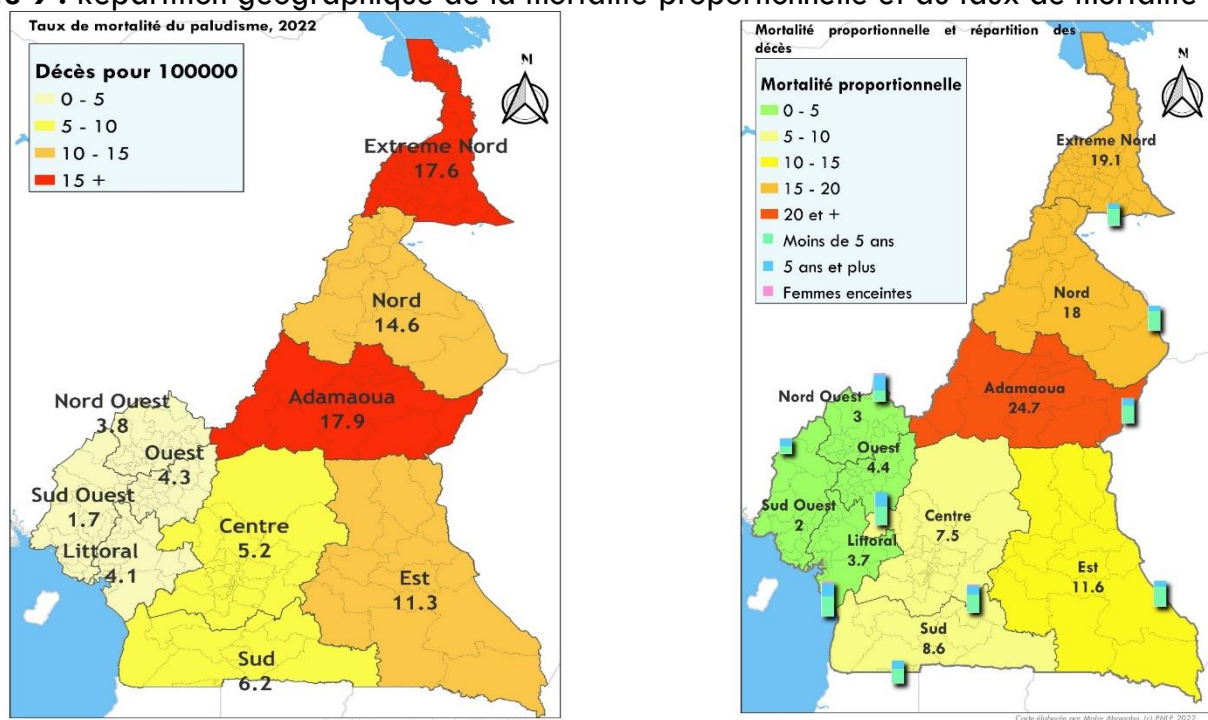 Répartition géographique de la mortalité proportionnelle et du taux de mortalité
Taux de mortalité du paludisme, 2022
Décès pour 100000
0 - 5
5 - 10
10 - 15
15 +
N
Extreme Nord
17.6
Nord
14.6
Adamaoua
17.9
Nord Ouest
3.8
Ouest
4.3
Sud Ouest
1.7
Littoral
4.1
Centre
5.2
Est
11.3
Sud
6.2
Mortalité proportionnelle et répartition des
décès
Mortalité proportionnelle
0 - 5
5 - 10
10 - 15
15 - 20
20 et +
Moins de 5 ans
5 ans et plus
Femmes enceintes
N
Extreme Nord
19.1
Nord
18
Adamaoua
24.7
Nord Ouest
3
Ouest
4.4
Sud Ouest
2
Littoral
3.7
Centre
7.5
Est
11.6
Sud
8.6